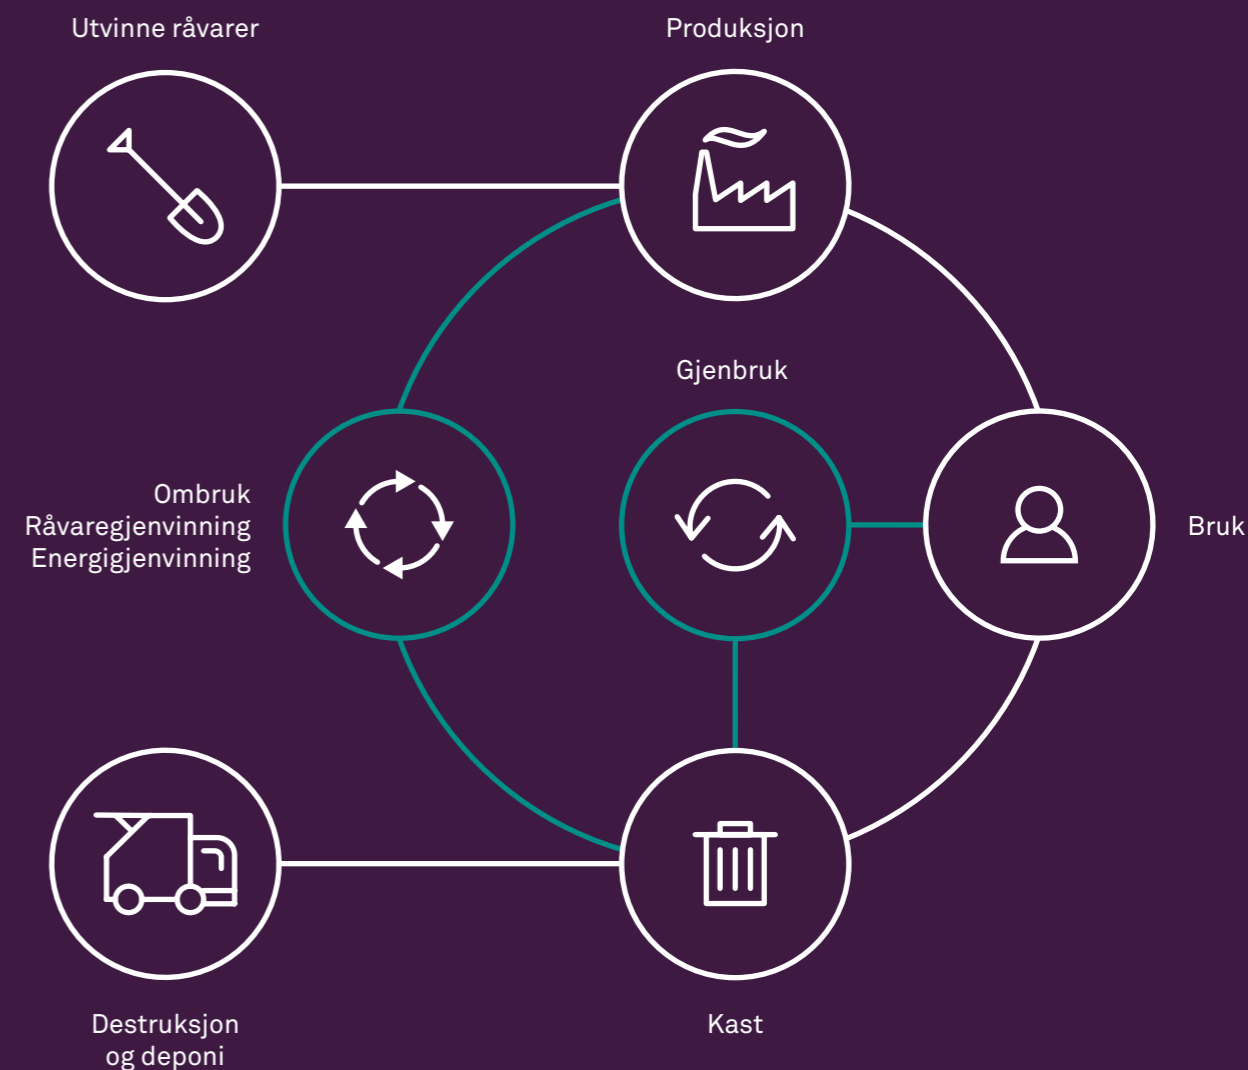 Utvinne råvarer
Produksjon
Gjenbruk
Ombruk
Råvaregjenvinning
Energigjenvinning
Bruk
Destruksjon
og deponi
Kast